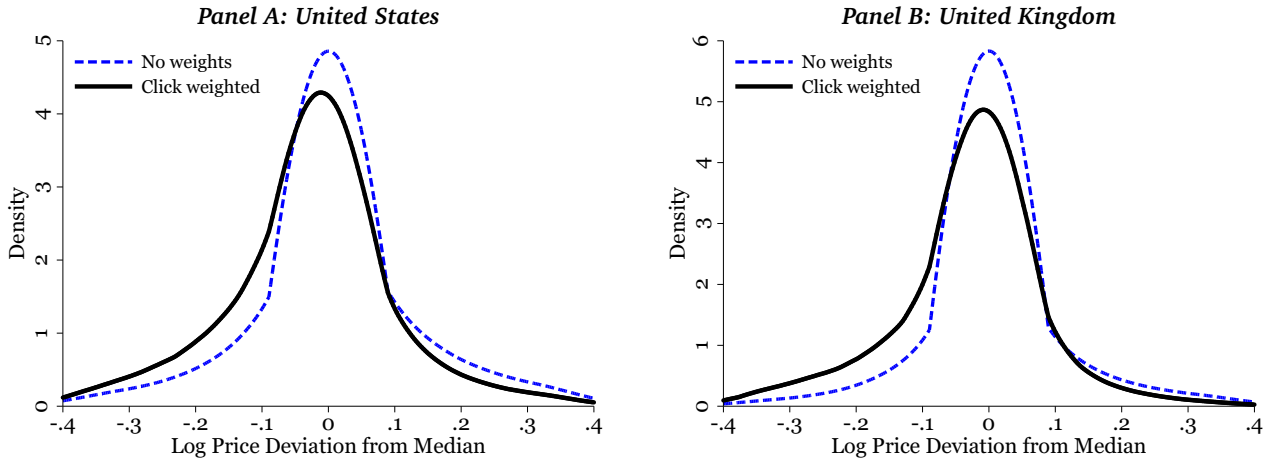 Panel A: United States
No weights
Click weighted
Density
0 1 2 3 4 5
-.4 -.3 -.2 -.1 0 .1 .2 .3 .4
Log Price Deviation from Median
Panel B: United Kingdom
No weights
Click weighted
Density
0 1 2 3 4 5 6
-.4 -.3 -.2 -.1 0 .1 .2 .3 .4
Log Price Deviation from Median